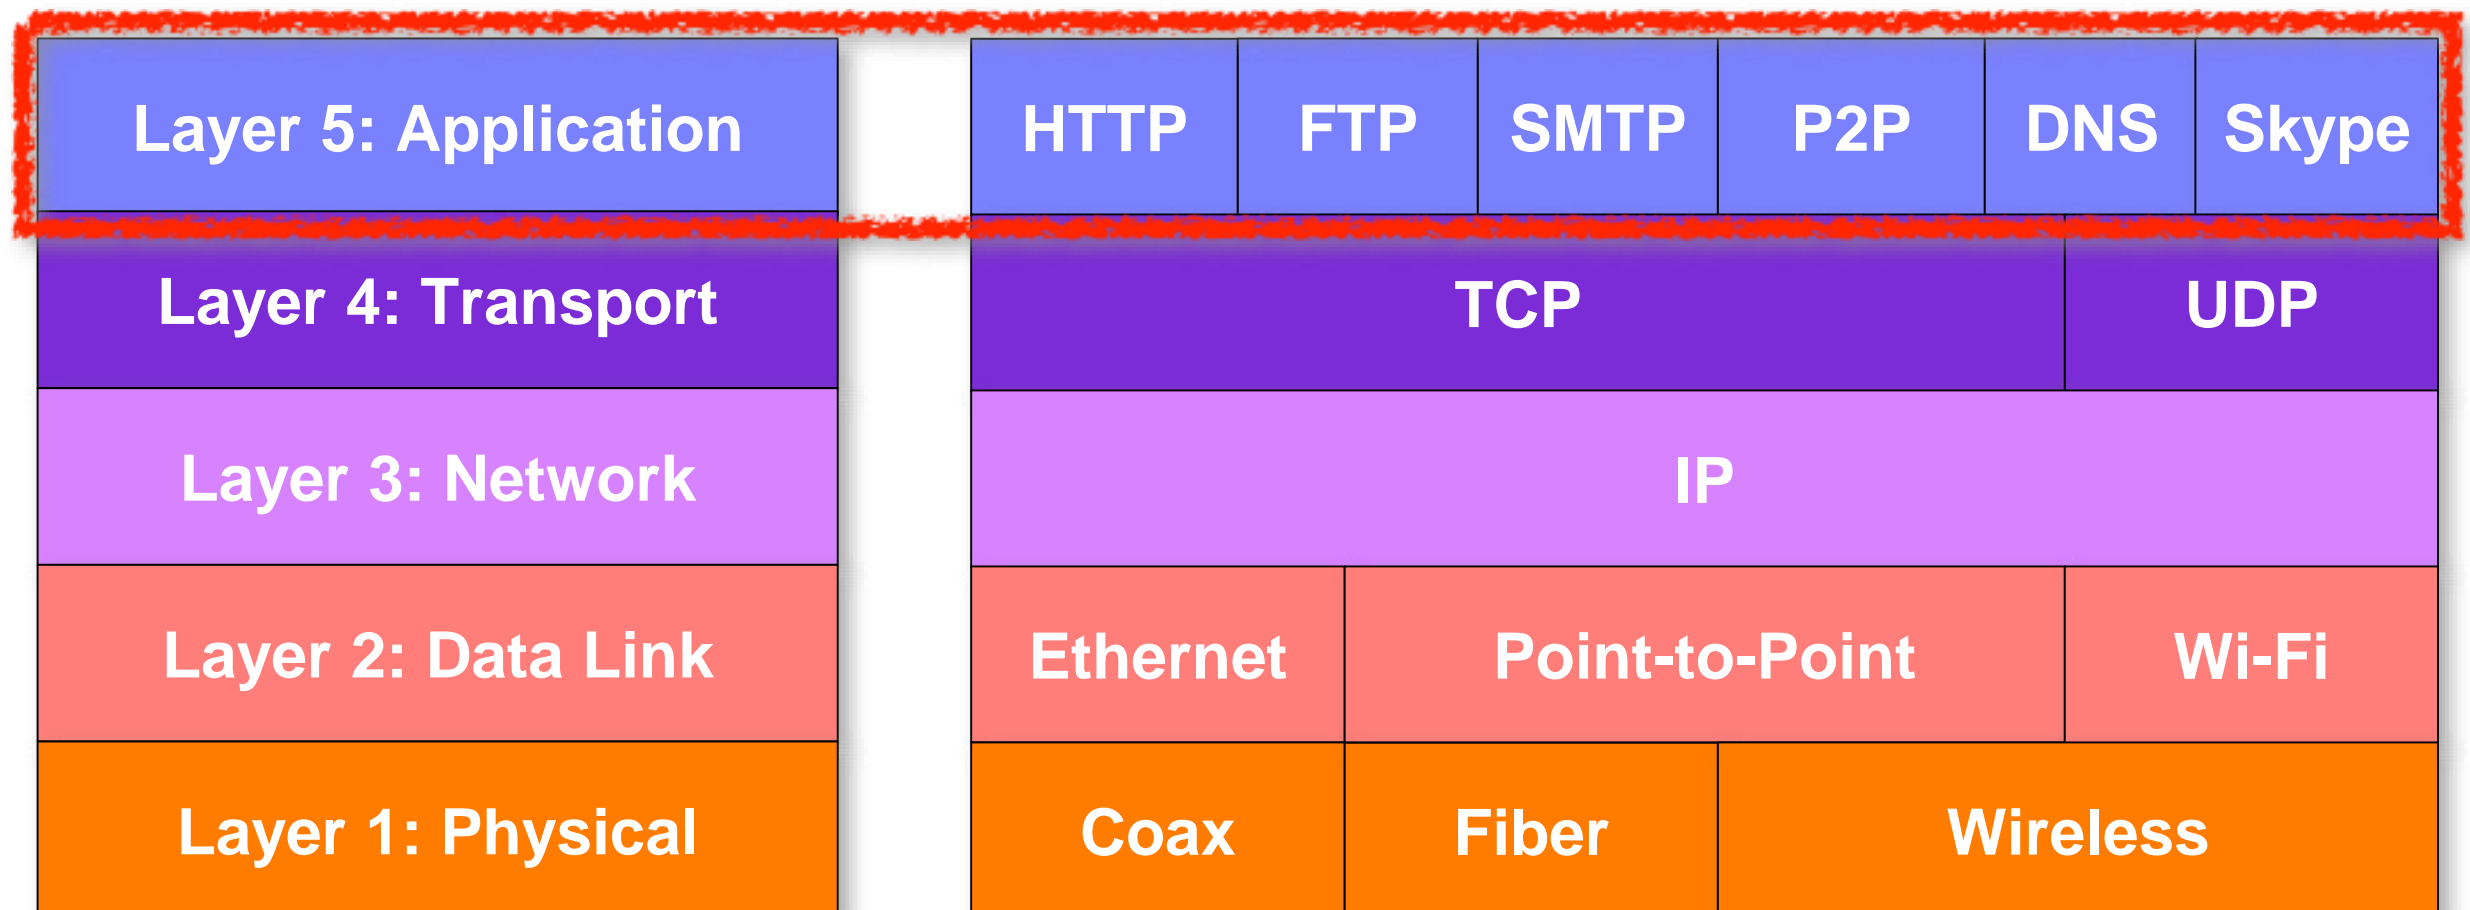 Layer 5: Application HTTP FTP SMTP P2P DNS Skype
Layer 4: Transport TCP UDP
Layer 3: Network IP
Layer 2: Data Link Ethernet Point-to-Point Wi-Fi
Layer 1: Physical Coax Fiber Wireless